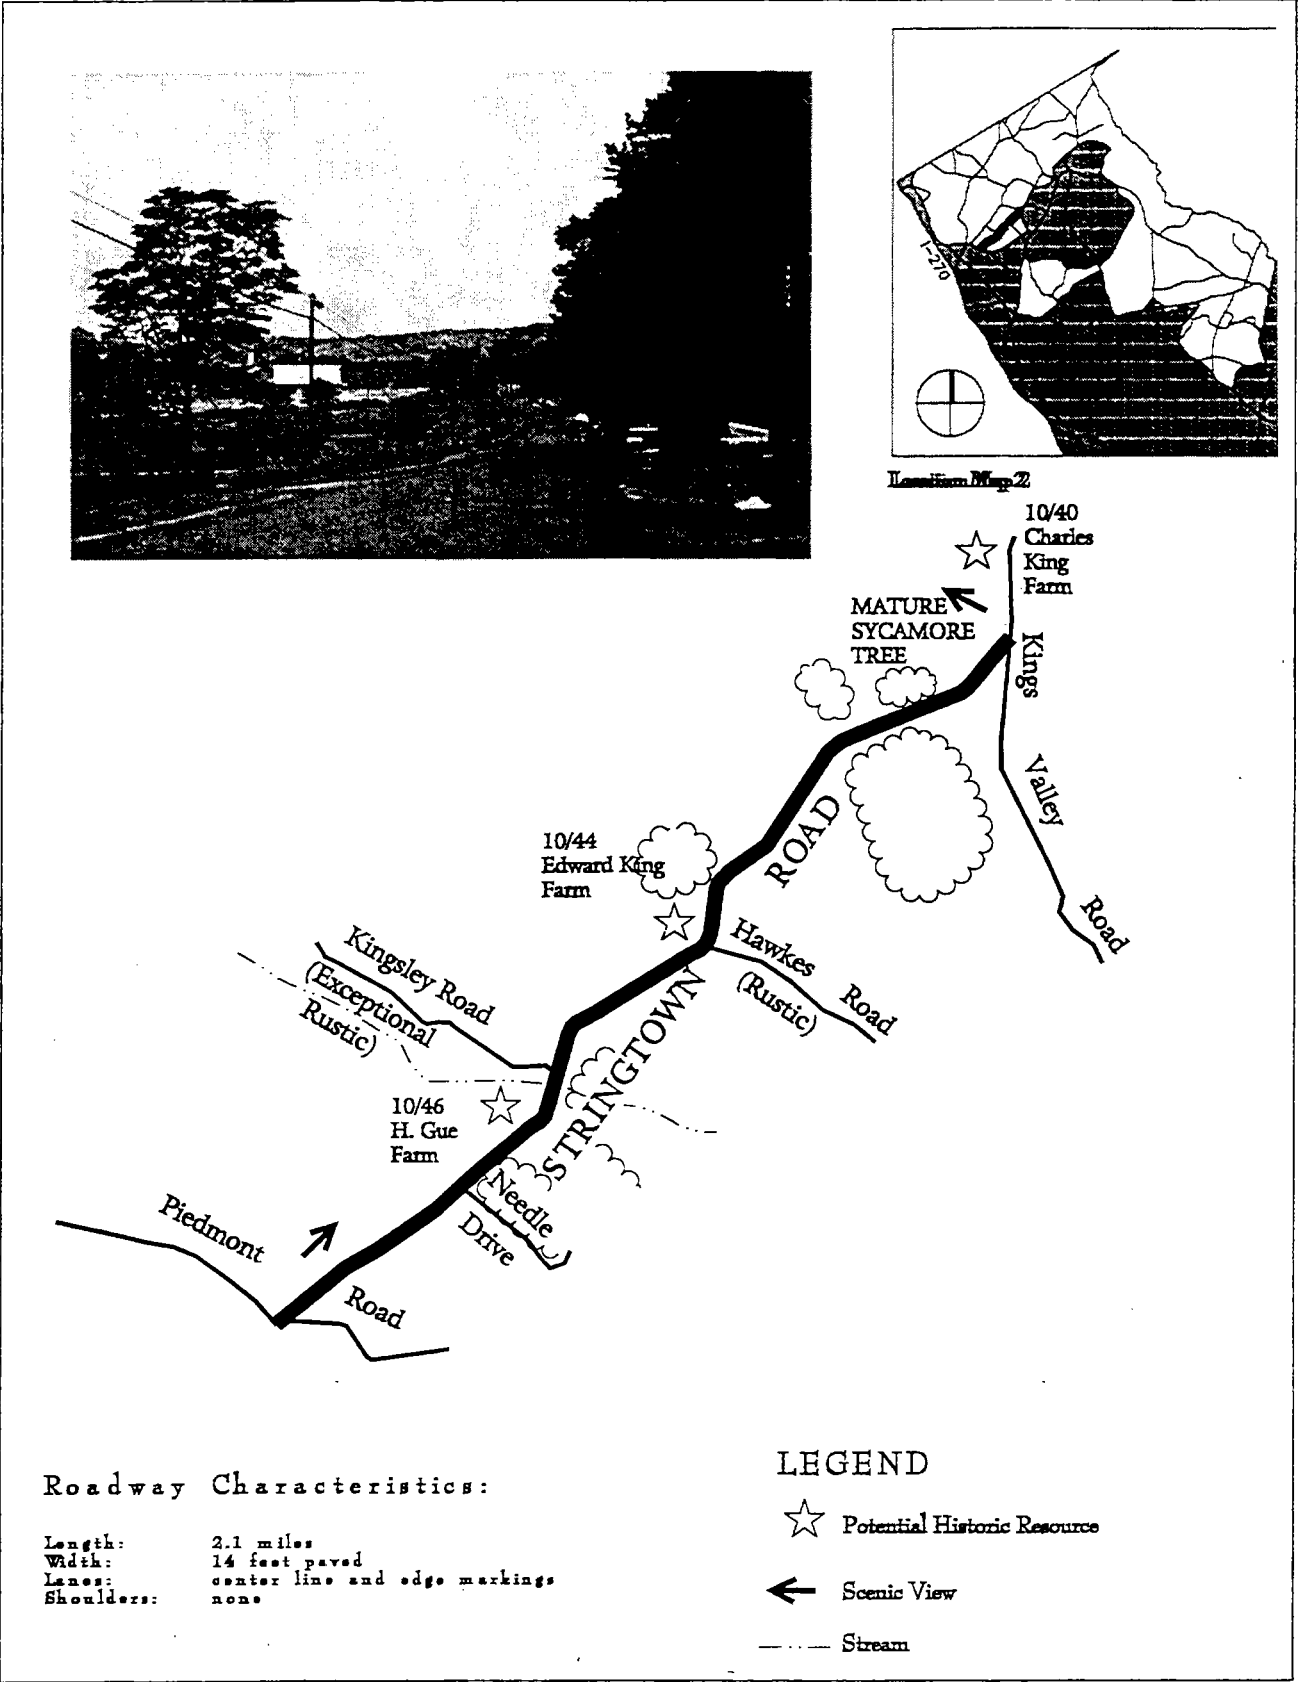 I-270
Location Map 2
10/40
Charles
King
Farm
MATURE
SYCAMORE
TREE
Kings
Valley
Road
10/44
Edward King
Farm
ROAD
Hawkes
Road
(Rustic)
Kingsley Road
(Exceptional
Rustic)
STRINGTOWN
10/46
H. Gue
Farm
Needle
Drive
Piedmont
Road
Roadway Characteristics:
Length: 2.1 miles
Width: 14 feet paved
Lanes: center line and edge markings
Shoulders: none
LEGEND
Potential Historic Resource
Scenic View
Stream